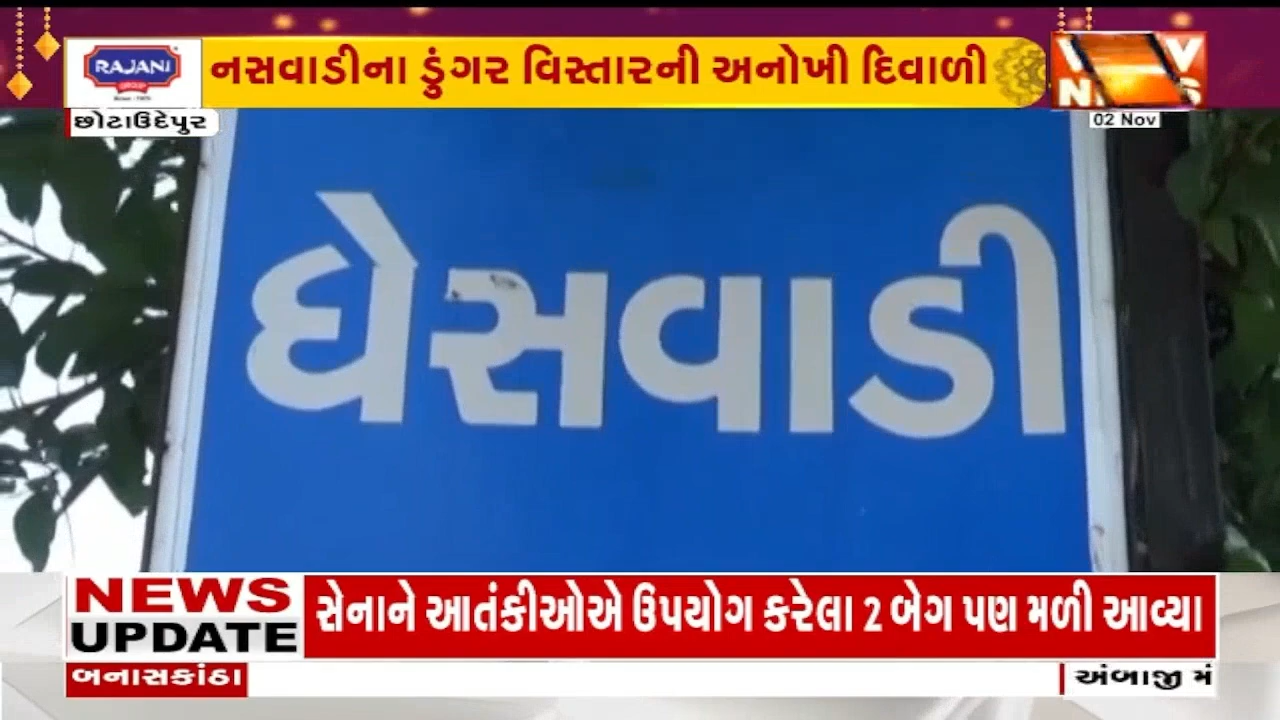 RAJANI
GROUP
નસવાડીના ડુંગર વિસ્તારની અનોખી દિવાળી
NEWS
છોટાઉદેપુર
02 Nov
ઘેસવાડી
NEWS
UPDATE
સેનાને આતંકીઓએ ઉપયોગ કરેલા 2 બેગ પણ મળી આવ્યા
બનાસકાંઠા
અંબાજી મં